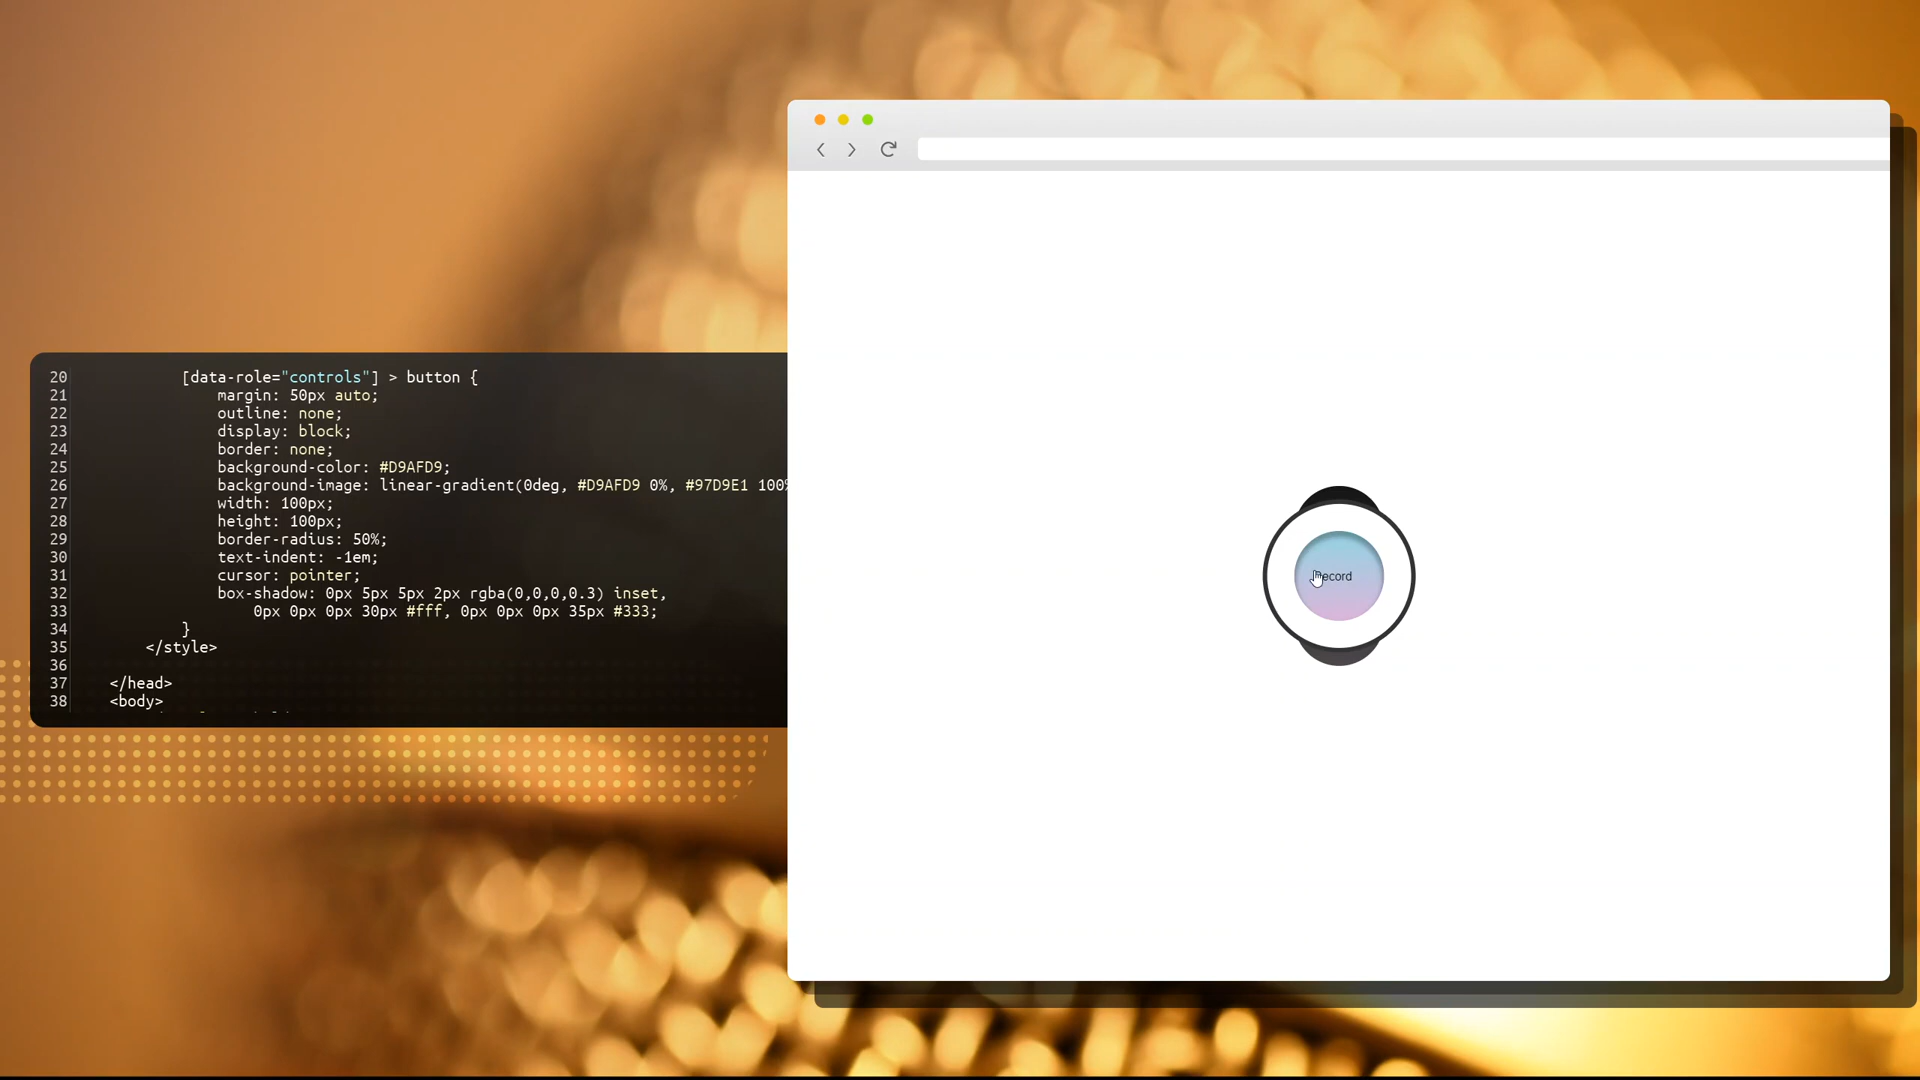 20 [data-role="controls"] > button {
21 margin: 50px auto;
22 outline: none;
23 display: block;
24 border: none;
25 background-color: #D9AFD9;
26 background-image: linear-gradient(0deg, #D9AFD9 0%, #97D9E1 100%
27 width: 100px;
28 height: 100px;
29 border-radius: 50%;
30 text-indent: -1em;
31 cursor: pointer;
32 box-shadow: 0px 5px 5px 2px rgba(0,0,0,0.3) inset,
33 0px 0px 0px 30px #fff, 0px 0px 0px 35px #333;
34 }
35 </style>
36
37 </head>
38 <body>
Record